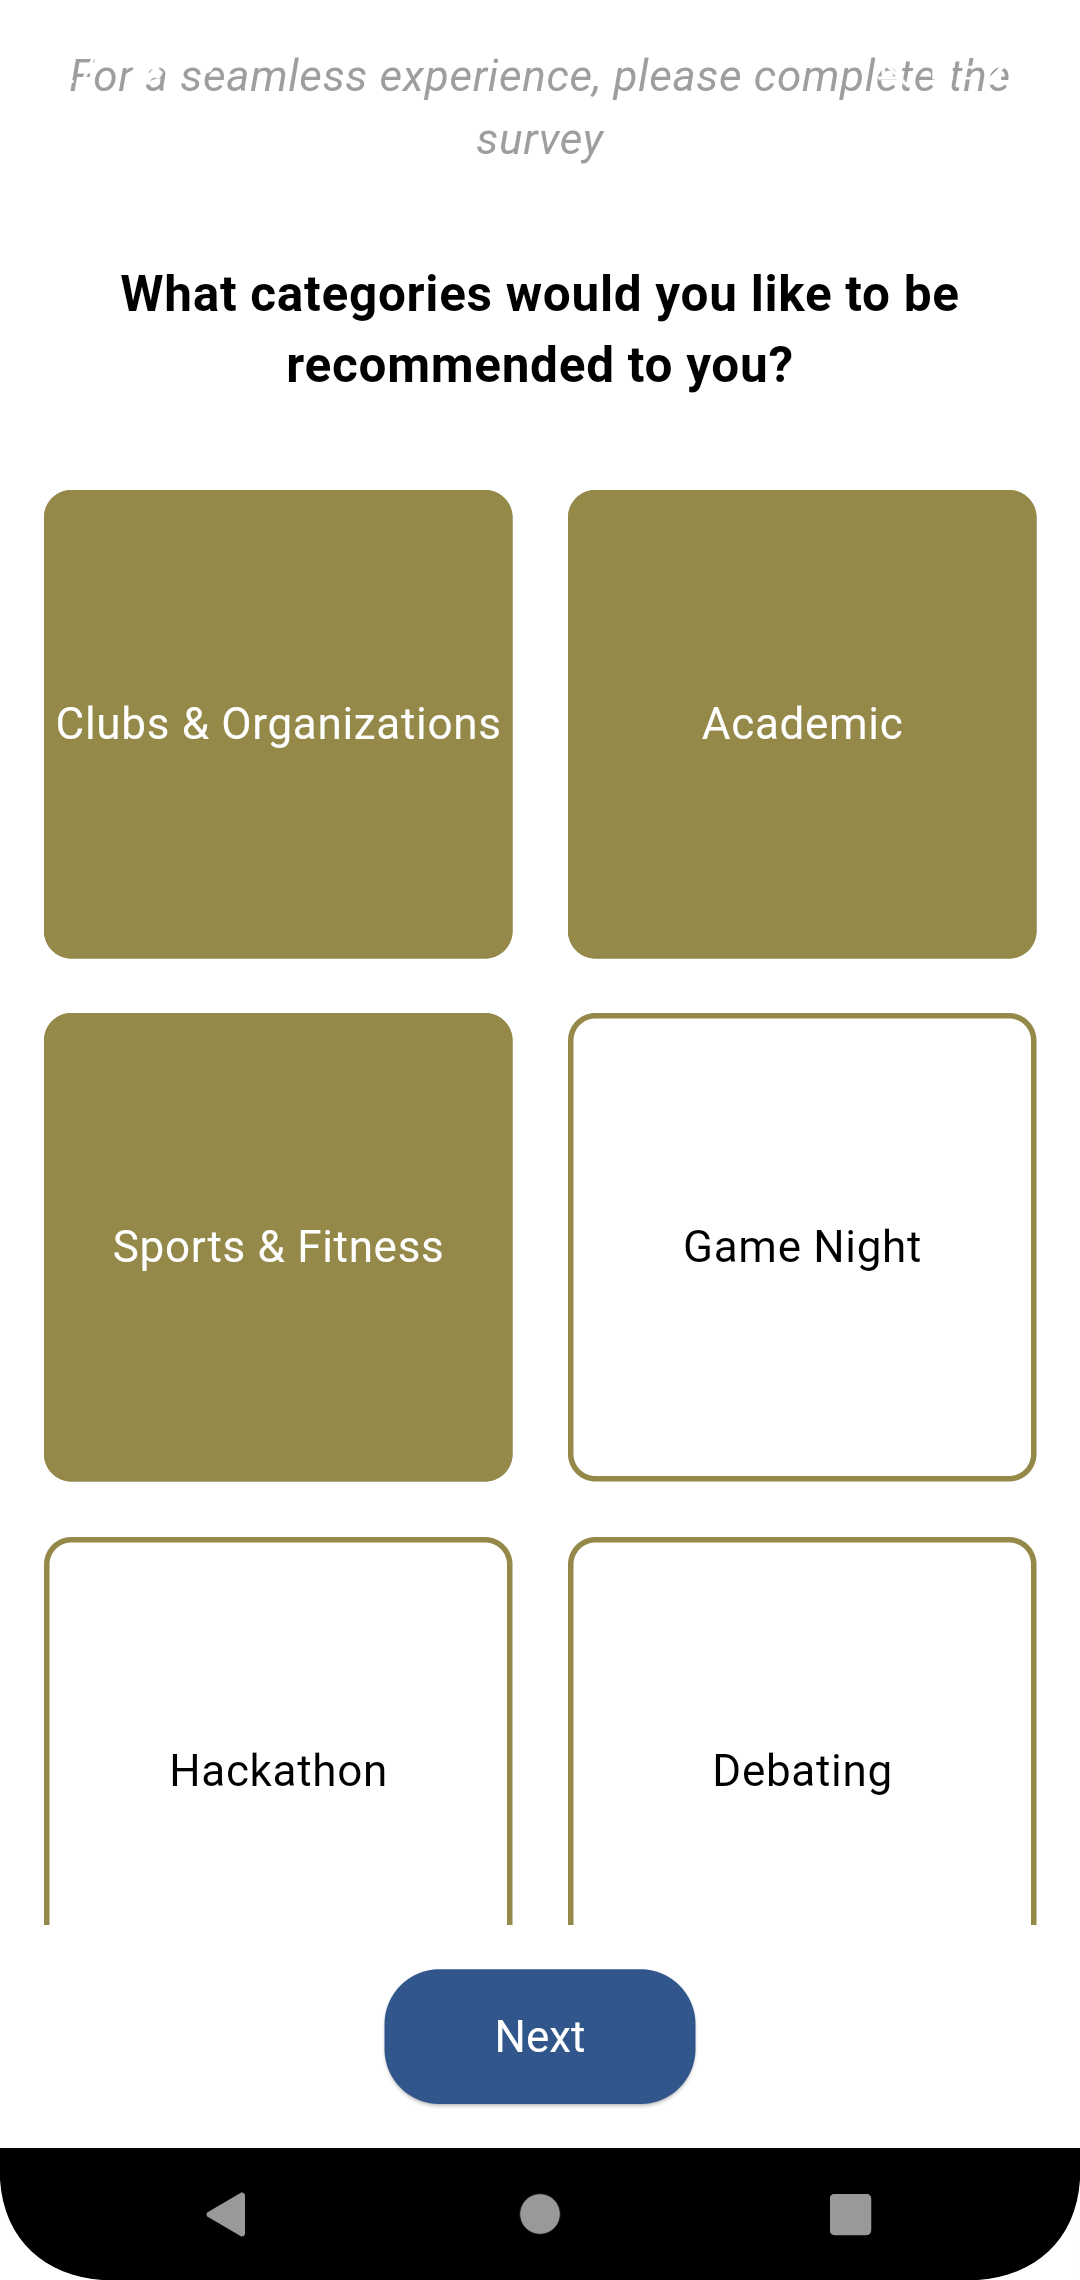 For a seamless experience, please complete the
survey
What categories would you like to be
recommended to you?
Clubs & Organizations
Academic
Sports & Fitness
Game Night
Hackathon
Debating
Next